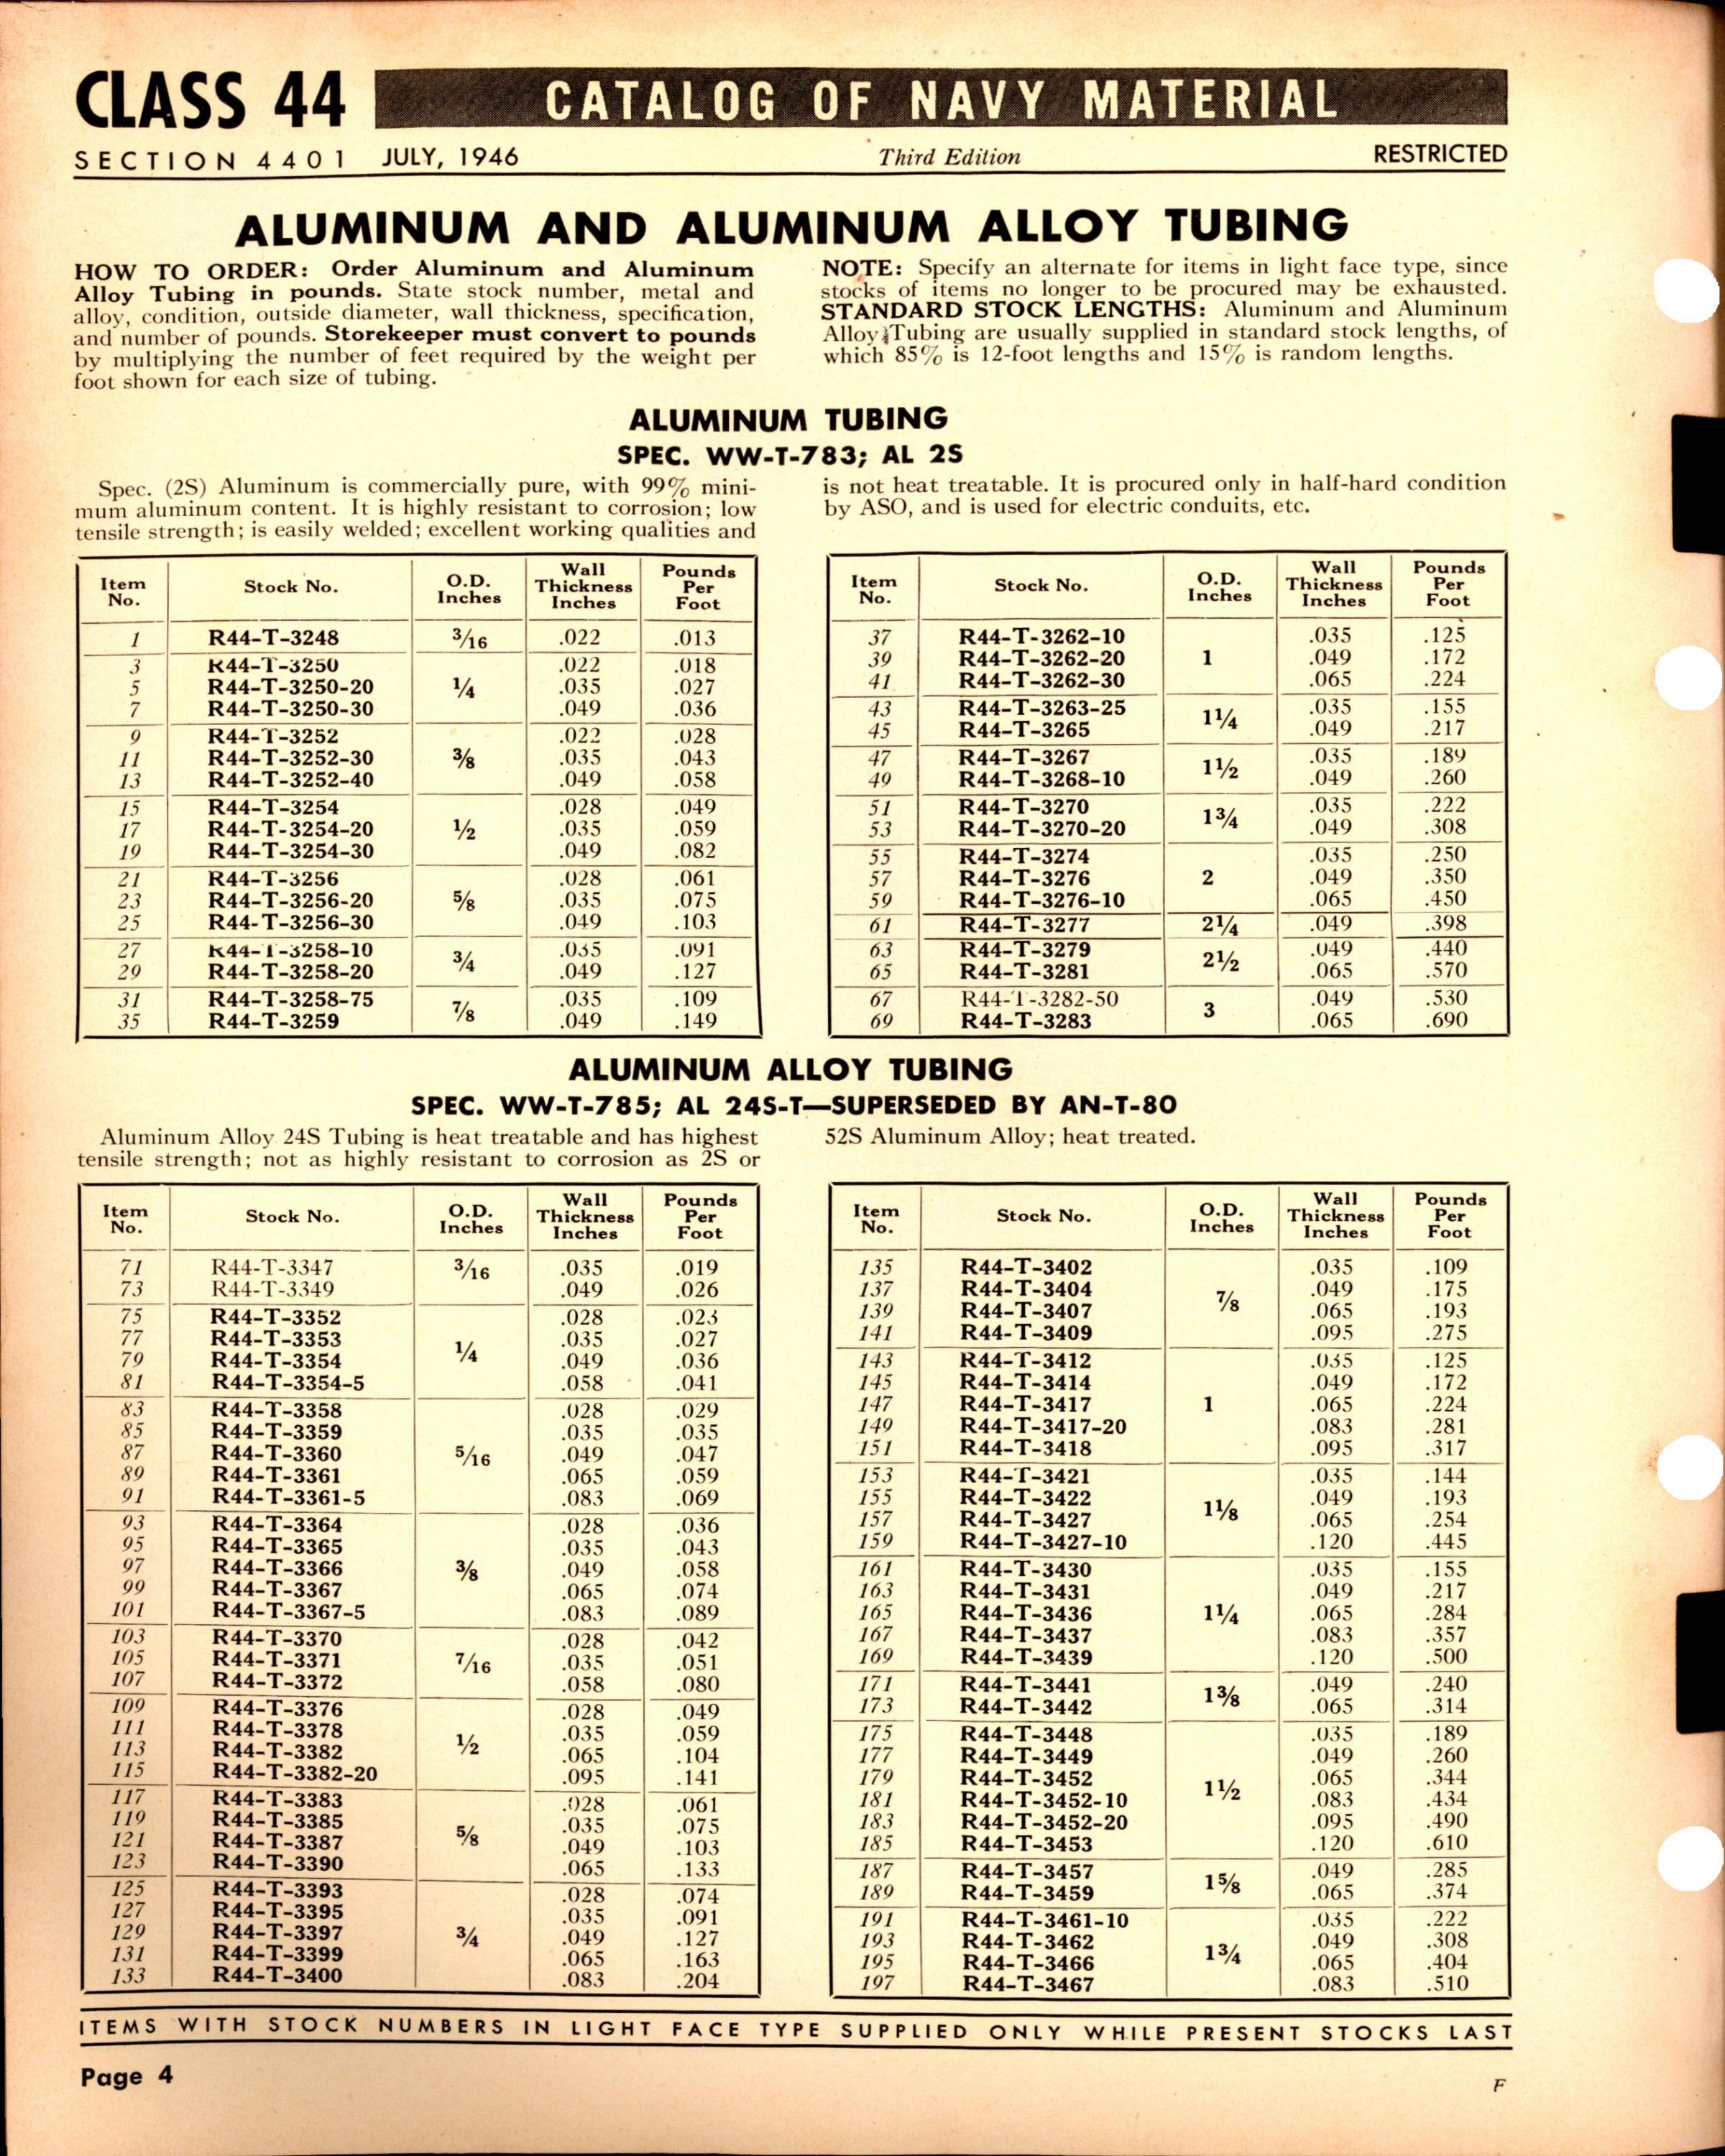 CLASS 44 CATALOG OF NAVY MATERIAL
SECTION 4401 JULY, 1946 Third Edition RESTRICTED
ALUMINUM AND ALUMINUM ALLOY TUBING
HOW TO ORDER: Order Aluminum and Aluminum
Alloy Tubing in pounds. State stock number, metal and
alloy, condition, outside diameter, wall thickness, specification,
and number of pounds. Storekeeper must convert to pounds
by multiplying the number of feet required by the weight per
foot shown for each size of tubing.
NOTE: Specify an alternate for items in light face type, since
stocks of items no longer to be procured may be exhausted.
STANDARD STOCK LENGTHS: Aluminum and Aluminum
Alloy Tubing are usually supplied in standard stock lengths, of
which 85% is 12-foot lengths and 15% is random lengths.
ALUMINUM TUBING
SPEC. WW-T-783; AL 2S
Spec. (2S) Aluminum is commercially pure, with 99% mini-
mum aluminum content. It is highly resistant to corrosion; low
tensile strength; is easily welded; excellent working qualities and
is not heat treatable. It is procured only in half-hard condition
by ASO, and is used for electric conduits, etc.
Item No. Stock No. O.D. Inches Wall Thickness Inches Pounds Per Foot
1 R44-T-3248 3/16 .022 .013
3 R44-T-3250 .022 .018
5 R44-T-3250-20 1/4 .035 .027
7 R44-T-3250-30 .049 .036
9 R44-T-3252 .022 .028
11 R44-T-3252-30 3/8 .035 .043
13 R44-T-3252-40 .049 .058
15 R44-T-3254 .028 .049
17 R44-T-3254-20 1/2 .035 .059
19 R44-T-3254-30 .049 .082
21 R44-T-3256 .028 .061
23 R44-T-3256-20 5/8 .035 .075
25 R44-T-3256-30 .049 .103
27 R44-T-3258-10 3/4 .035 .091
29 R44-T-3258-20 .049 .127
31 R44-T-3258-75 7/8 .035 .109
35 R44-T-3259 .049 .149
Item No. Stock No. O.D. Inches Wall Thickness Inches Pounds Per Foot
37 R44-T-3262-10 .035 .125
39 R44-T-3262-20 1 .049 .172
41 R44-T-3262-30 .065 .224
43 R44-T-3263-25 1 1/4 .035 .155
45 R44-T-3265 .049 .217
47 R44-T-3267 1 1/2 .035 .189
49 R44-T-3268-10 .049 .260
51 R44-T-3270 1 3/4 .035 .222
53 R44-T-3270-20 .049 .308
55 R44-T-3274 .035 .250
57 R44-T-3276 2 .049 .350
59 R44-T-3276-10 .065 .450
61 R44-T-3277 2 1/4 .049 .398
63 R44-T-3279 2 1/2 .049 .440
65 R44-T-3281 .065 .570
67 R44-T-3282-50 3 .049 .530
69 R44-T-3283 .065 .690
ALUMINUM ALLOY TUBING
SPEC. WW-T-785; AL 24S-T—SUPERSEDED BY AN-T-80
Aluminum Alloy 24S Tubing is heat treatable and has highest
tensile strength; not as highly resistant to corrosion as 2S or
52S Aluminum Alloy; heat treated.
Item No. Stock No. O.D. Inches Wall Thickness Inches Pounds Per Foot
71 R44-T-3347 3/16 .035 .019
73 R44-T-3349 .049 .026
75 R44-T-3352 .028 .023
77 R44-T-3353 1/4 .035 .027
79 R44-T-3354 .049 .036
81 R44-T-3354-5 .058 .041
83 R44-T-3358 .028 .029
85 R44-T-3359 .035 .035
87 R44-T-3360 5/16 .049 .047
89 R44-T-3361 .065 .059
91 R44-T-3361-5 .083 .069
93 R44-T-3364 .028 .036
95 R44-T-3365 .035 .043
97 R44-T-3366 3/8 .049 .058
99 R44-T-3367 .065 .074
101 R44-T-3367-5 .083 .089
103 R44-T-3370 .028 .042
105 R44-T-3371 7/16 .035 .051
107 R44-T-3372 .058 .080
109 R44-T-3376 .028 .049
111 R44-T-3378 1/2 .035 .059
113 R44-T-3382 .065 .104
115 R44-T-3382-20 .095 .141
117 R44-T-3383 .028 .061
119 R44-T-3385 5/8 .035 .075
121 R44-T-3387 .049 .103
123 R44-T-3390 .065 .133
125 R44-T-3393 .028 .074
127 R44-T-3395 .035 .091
129 R44-T-3397 3/4 .049 .127
131 R44-T-3399 .065 .163
133 R44-T-3400 .083 .204
Item No. Stock No. O.D. Inches Wall Thickness Inches Pounds Per Foot
135 R44-T-3402 .035 .109
137 R44-T-3404 7/8 .049 .175
139 R44-T-3407 .065 .193
141 R44-T-3409 .095 .275
143 R44-T-3412 .035 .125
145 R44-T-3414 .049 .172
147 R44-T-3417 1 .065 .224
149 R44-T-3417-20 .083 .281
151 R44-T-3418 .095 .317
153 R44-T-3421 .035 .144
155 R44-T-3422 1 1/8 .049 .193
157 R44-T-3427 .065 .254
159 R44-T-3427-10 .120 .445
161 R44-T-3430 .035 .155
163 R44-T-3431 .049 .217
165 R44-T-3436 1 1/4 .065 .284
167 R44-T-3437 .083 .357
169 R44-T-3439 .120 .500
171 R44-T-3441 1 3/8 .049 .240
173 R44-T-3442 .065 .314
175 R44-T-3448 .035 .189
177 R44-T-3449 .049 .260
179 R44-T-3452 1 1/2 .065 .344
181 R44-T-3452-10 .083 .434
183 R44-T-3452-20 .095 .490
185 R44-T-3453 .120 .610
187 R44-T-3457 1 5/8 .049 .285
189 R44-T-3459 .065 .374
191 R44-T-3461-10 .035 .222
193 R44-T-3462 1 3/4 .049 .308
195 R44-T-3466 .065 .404
197 R44-T-3467 .083 .510
ITEMS WITH STOCK NUMBERS IN LIGHT FACE TYPE SUPPLIED ONLY WHILE PRESENT STOCKS LAST
Page 4
F